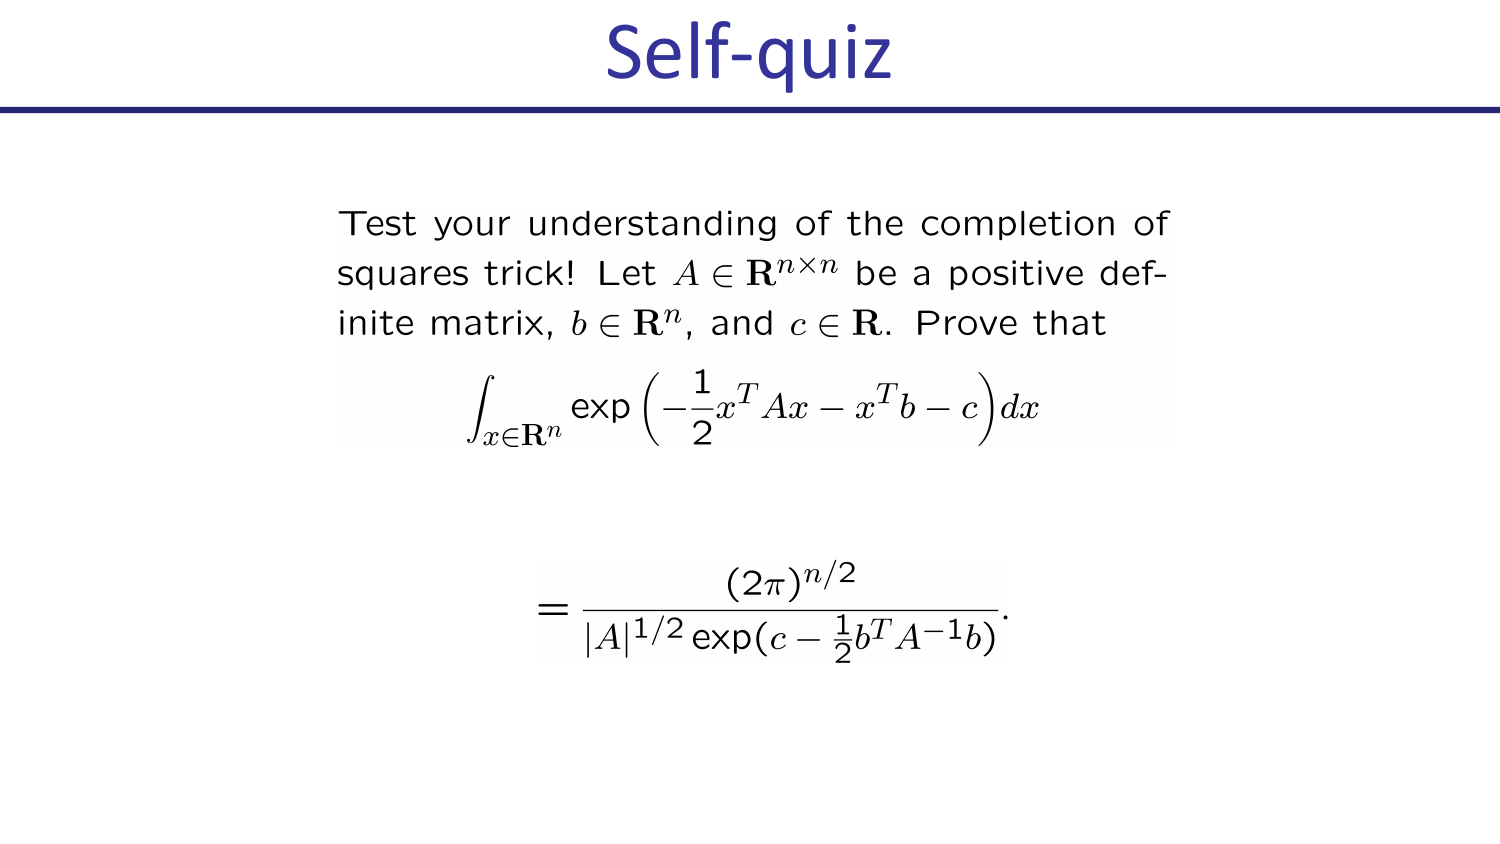 Self-quiz
Test your understanding of the completion of
squares trick! Let $A \in \mathbf{R}^{n \times n}$ be a positive def-
inite matrix, $b \in \mathbf{R}^n$, and $c \in \mathbf{R}$. Prove that
$\int_{x \in \mathbf{R}^n} \exp\left(-\frac{1}{2} x^T A x - x^T b - c\right) dx$
$= \frac{(2\pi)^{n/2}}{|A|^{1/2} \exp(c - \frac{1}{2} b^T A^{-1} b)}.$